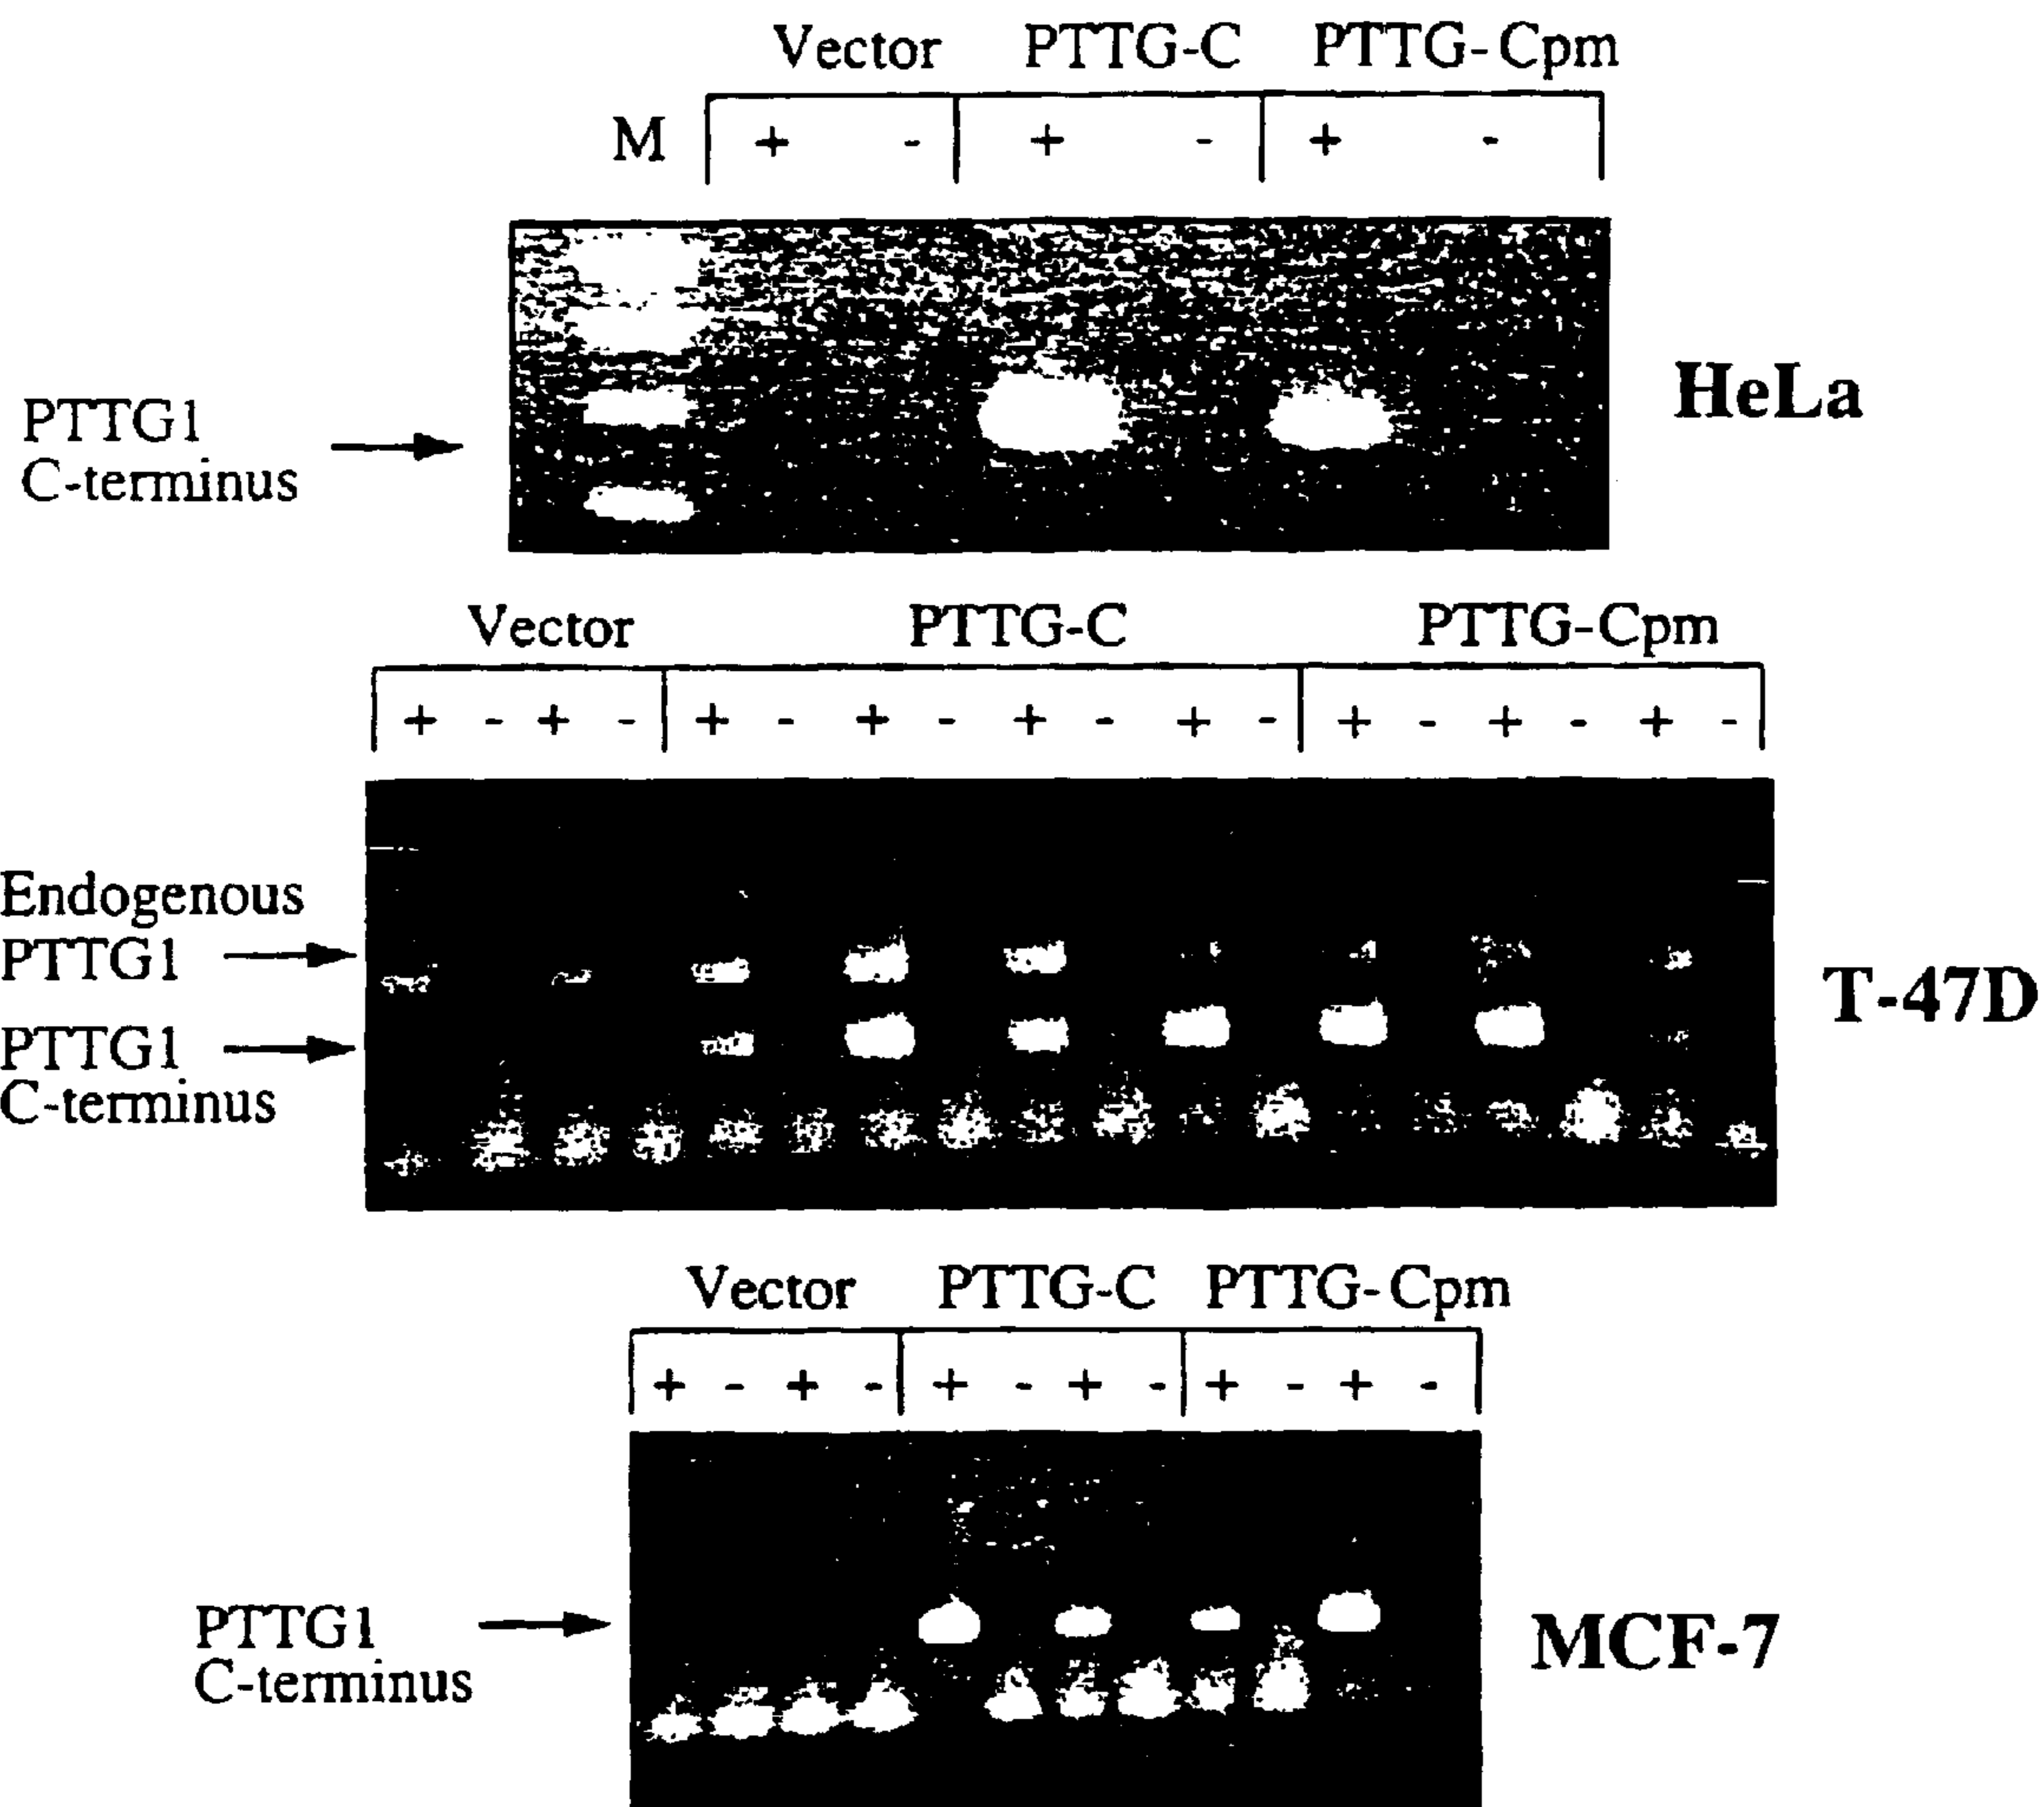 Vector PTTG-C PTTG-Cpm
M + - + - + -
PTTG1
C-terminus
HeLa
Vector PTTG-C PTTG-Cpm
+ - + - + - + - + - + - + - + - + -
Endogenous
PTTG1
PTTG1
C-terminus
T-47D
Vector PTTG-C PTTG-Cpm
+ - + - + - + - + - + -
PTTG1
C-terminus
MCF-7